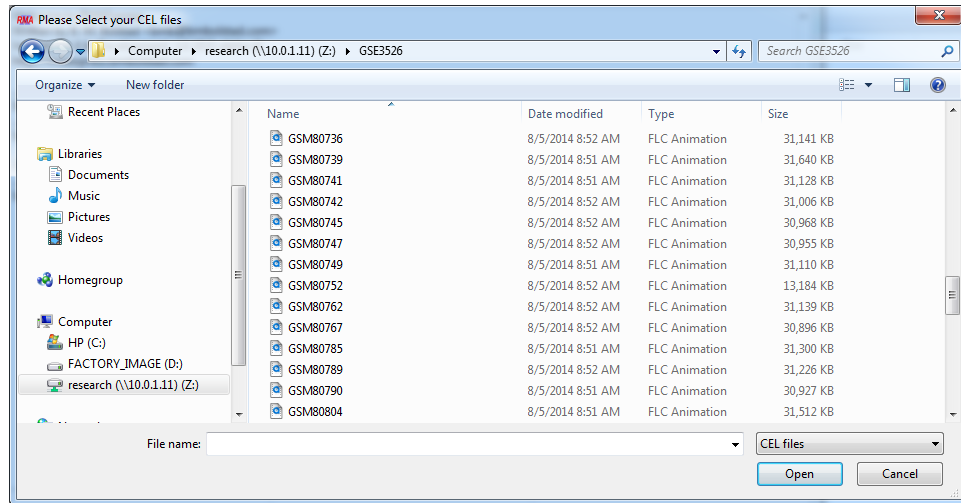 RMA Please Select your CEL files
Computer research (\\10.0.1.11) (Z:) GSE3526
Search GSE3526
Organize New folder
Recent Places
Libraries
Documents
Music
Pictures
Videos
Homegroup
Computer
HP (C:)
FACTORY_IMAGE (D:)
research (\\10.0.1.11) (Z:)
Name Date modified Type Size
GSM80736 8/5/2014 8:52 AM FLC Animation 31,141 KB
GSM80739 8/5/2014 8:51 AM FLC Animation 31,640 KB
GSM80741 8/5/2014 8:51 AM FLC Animation 31,128 KB
GSM80742 8/5/2014 8:52 AM FLC Animation 31,006 KB
GSM80745 8/5/2014 8:52 AM FLC Animation 30,968 KB
GSM80747 8/5/2014 8:52 AM FLC Animation 30,955 KB
GSM80749 8/5/2014 8:51 AM FLC Animation 31,110 KB
GSM80752 8/5/2014 8:52 AM FLC Animation 13,184 KB
GSM80762 8/5/2014 8:52 AM FLC Animation 31,139 KB
GSM80767 8/5/2014 8:52 AM FLC Animation 30,896 KB
GSM80785 8/5/2014 8:51 AM FLC Animation 31,300 KB
GSM80789 8/5/2014 8:52 AM FLC Animation 31,226 KB
GSM80790 8/5/2014 8:51 AM FLC Animation 30,927 KB
GSM80804 8/5/2014 8:51 AM FLC Animation 31,512 KB
File name:
CEL files
Open Cancel